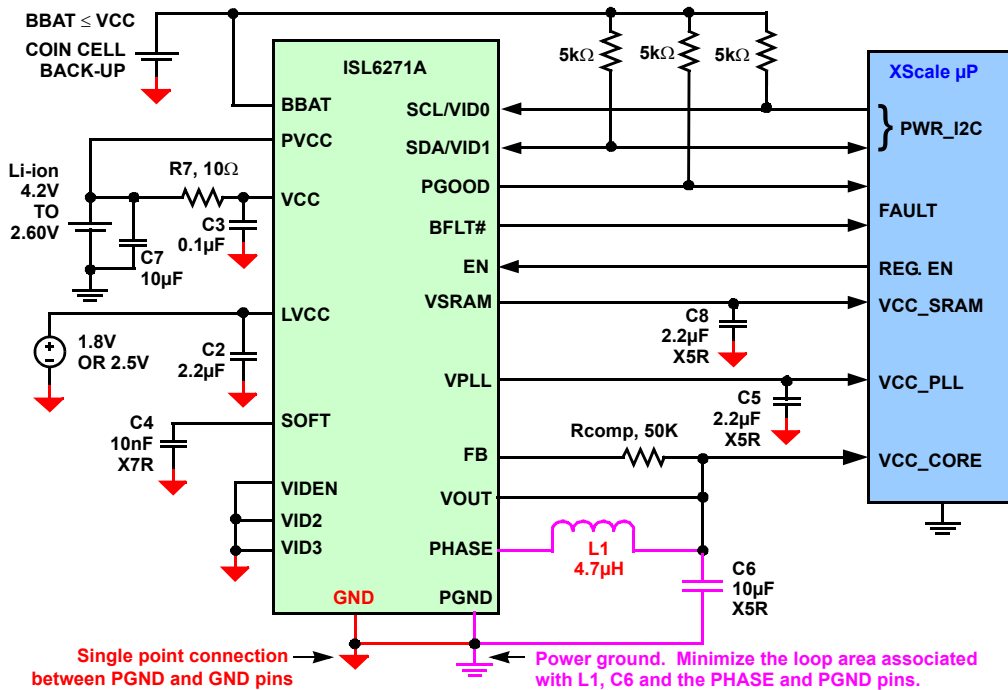 BBAT ≤ VCC
COIN CELL
BACK-UP
ISL6271A
5kΩ
5kΩ
5kΩ
XScale µP
BBAT
SCL/VID0
PWR_I2C
}
PVCC
SDA/VID1
Li-ion
4.2V
TO
2.60V
R7, 10Ω
VCC
PGOOD
FAULT
C3
0.1µF
BFLT#
C7
10µF
EN
REG. EN
LVCC
VSRAM
VCC_SRAM
C8
2.2µF
X5R
+
−
1.8V
OR 2.5V
C2
2.2µF
VPLL
VCC_PLL
C5
2.2µF
X5R
C4
10nF
X7R
SOFT
Rcomp, 50K
FB
VCC_CORE
VIDEN
VOUT
VID2
VID3
PHASE
L1
4.7µH
C6
10µF
X5R
GND
PGND
Single point connection
between PGND and GND pins
Power ground. Minimize the loop area associated
with L1, C6 and the PHASE and PGND pins.